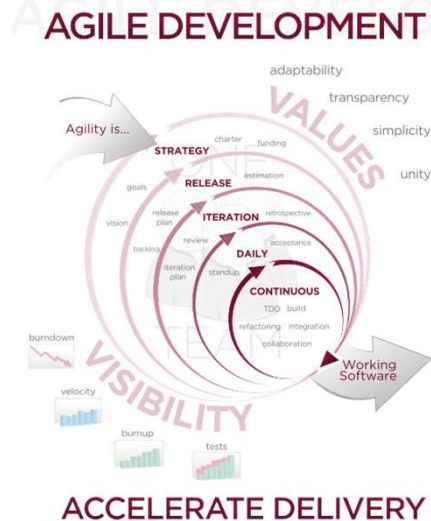 AGILE DEVELOPMENT
adaptability
VALUES
transparency
Agility is...
simplicity
charter
funding
STRATEGY
ONE
unity
estimation
RELEASE
goals
release
plan
ITERATION
retrospective
vision
review
acceptance
backlog
DAILY
iteration
plan
standup
CONTINUOUS
TDD build
refactoring integration
TEAM
collaboration
burndown
VISIBILITY
Working
Software
velocity
burnup
tests
ACCELERATE DELIVERY